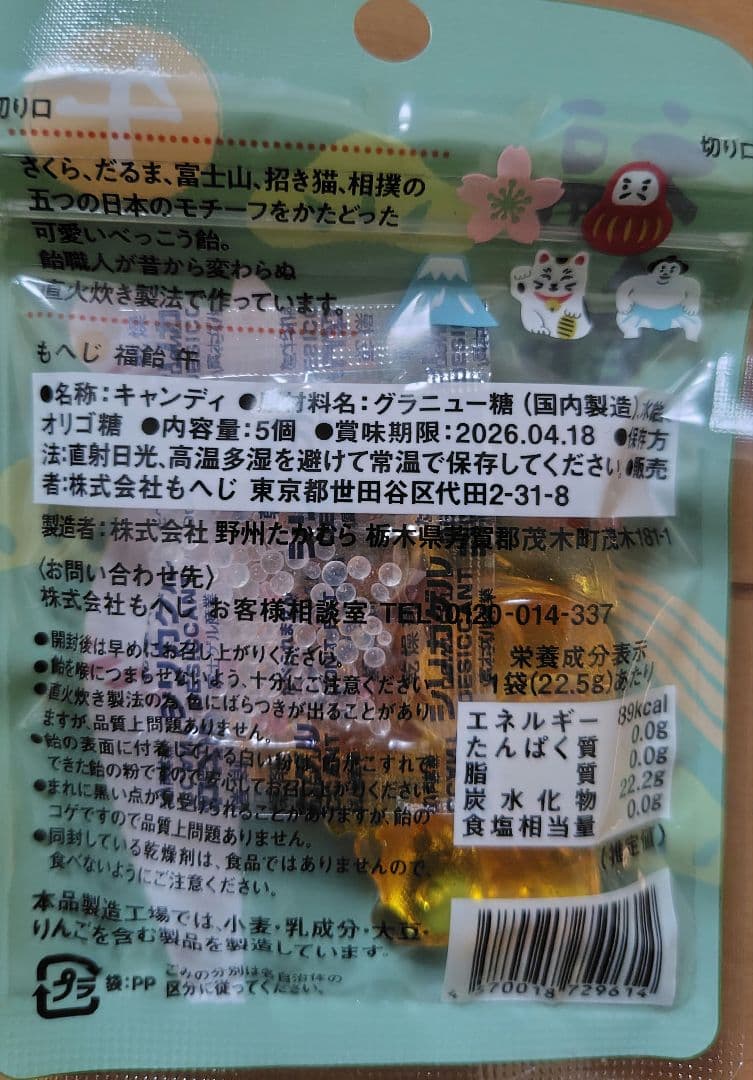 切り口
切り口
さくら、だるま、富士山、招き猫、相撲の
五つの日本のモチーフをかたどった
可愛いべっこう飴。
飴職人が昔から変わらぬ
直火炊き製法で作っています。
もへじ 福飴 午
●名称:キャンディ ●原材料名:グラニュー糖(国内製造)、水飴、
オリゴ糖 ●内容量:5個 ●賞味期限:2026.04.18 ●保存方
法:直射日光、高温多湿を避けて常温で保存してください。●販売
者:株式会社もへじ 東京都世田谷区代田2-31-8
製造者:株式会社 野州たかむら 栃木県芳賀郡茂木町茂木181-1
〈お問い合わせ先〉
株式会社もへじ お客様相談室 TEL 0120-014-337
●開封後は早めにお召し上がりください。
●飴を喉につまらせないよう、十分にご注意ください。
●直火炊き製法の為、色にばらつきが出ることがあり
ますが、品質上問題ありません。
●飴の表面に付着している白い粉は、飴がこすれて
できた飴の粉ですので安心してお召し上がりください。
●まれに黒い点が見受けられることがありますが、飴の
コゲですので品質上問題ありません。
●同封している乾燥剤は、食品ではありませんので、
食べないようにご注意ください。
本品製造工場では、小麦・乳成分・大豆・
りんごを含む製品を製造しています。
プラ
袋:PP
ごみの分別は各自治体の
区分に従ってください。
栄養成分表示
1袋(22.5g)あたり
エネルギー 89kcal
たんぱく質 0.0g
脂質 0.0g
炭水化物 22.2g
食塩相当量 0.0g
(推定値)
4 570018 729614
シリカゲル
DESICCANT